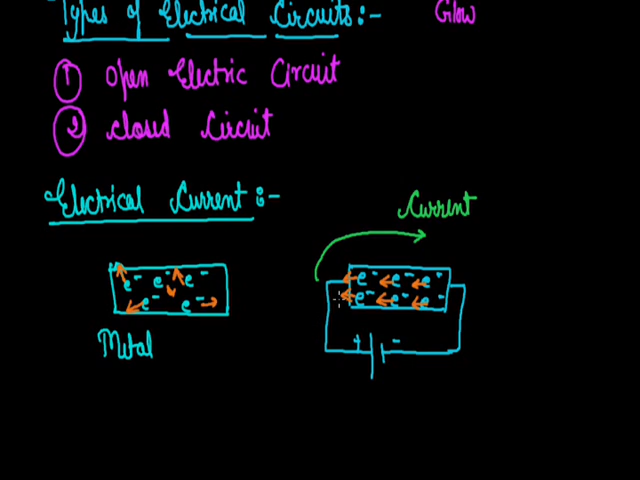 Types of Electrical Circuits:-
Glow
① Open Electric Circuit
② Closed Circuit
Electrical Current:-
Current
e⁻ e⁻ e⁻
e⁻ e⁻
e⁻ e⁻ e⁻
e⁻ e⁻ e⁻
Metal
+ -